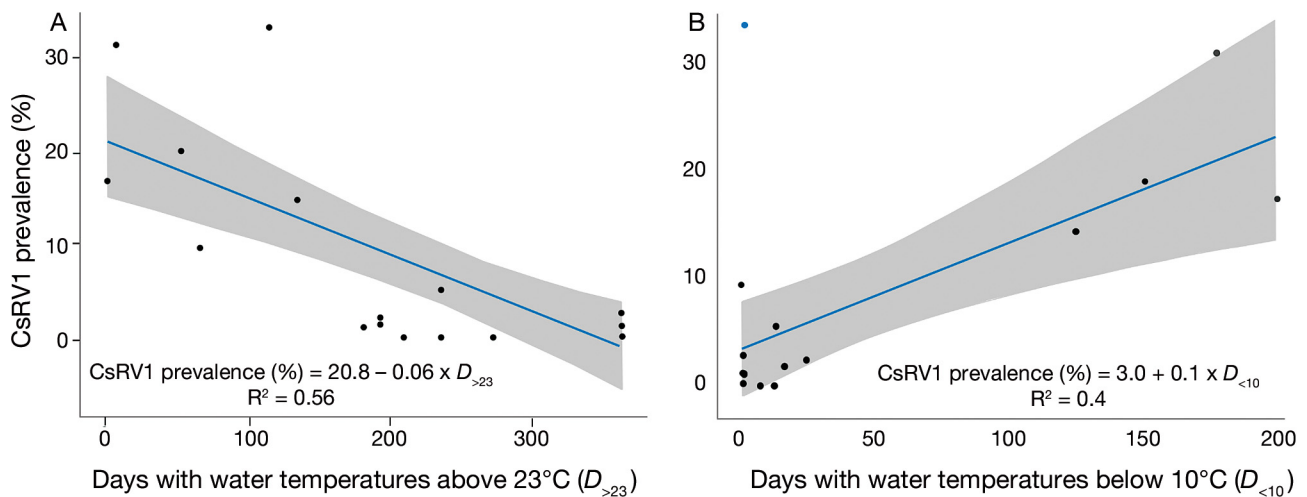 A
CsRV1 prevalence (%)
30
20
10
0
CsRV1 prevalence (%) = 20.8 – 0.06 x D>23
R² = 0.56
0 100 200 300
Days with water temperatures above 23°C (D>23)
B
30
20
10
0
CsRV1 prevalence (%) = 3.0 + 0.1 x D<10
R² = 0.4
0 50 100 150 200
Days with water temperatures below 10°C (D<10)